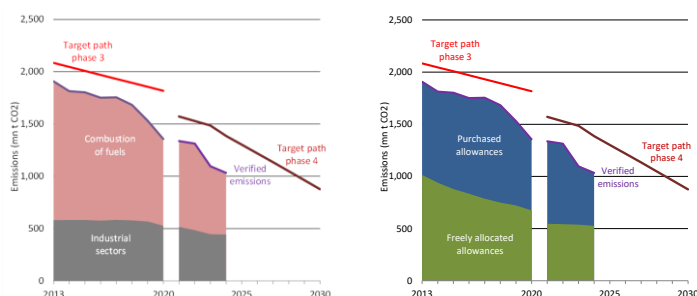 Emissions (mn t CO2)
2,500
2,000
1,500
1,000
500
0
Target path
phase 3
Combustion
of fuels
Industrial
sectors
Target path
phase 4
Verified
emissions
2013
2020
2025
2030
Emissions (mn t CO2)
2,500
2,000
1,500
1,000
500
0
Target path
phase 3
Purchased
allowances
Freely allocated
allowances
Target path
phase 4
Verified
emissions
2013
2020
2025
2030